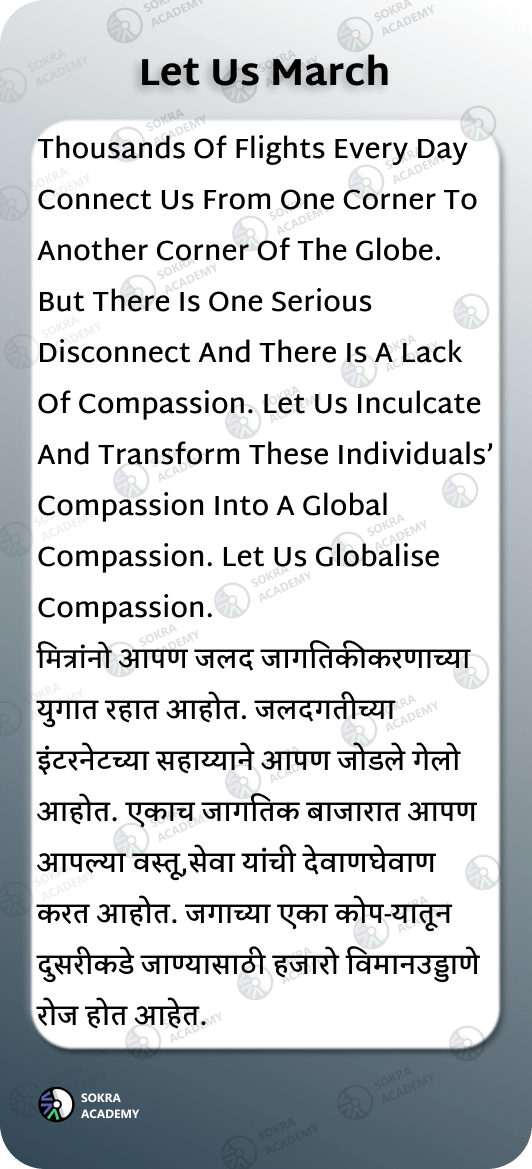 Let Us March
Thousands Of Flights Every Day
Connect Us From One Corner To
Another Corner Of The Globe.
But There Is One Serious
Disconnect And There Is A Lack
Of Compassion. Let Us Inculcate
And Transform These Individuals’
Compassion Into A Global
Compassion. Let Us Globalise
Compassion.
मित्रांनो आपण जलद जागतिकीकरणाच्या
युगात रहात आहोत. जलदगतीच्या
इंटरनेटच्या सहाय्याने आपण जोडले गेलो
आहोत. एकाच जागतिक बाजारात आपण
आपल्या वस्तू,सेवा यांची देवाणघेवाण
करत आहोत. जगाच्या एका कोप-यातून
दुसरीकडे जाण्यासाठी हजारो विमानउड्डाणे
रोज होत आहेत.
SOKRA
ACADEMY